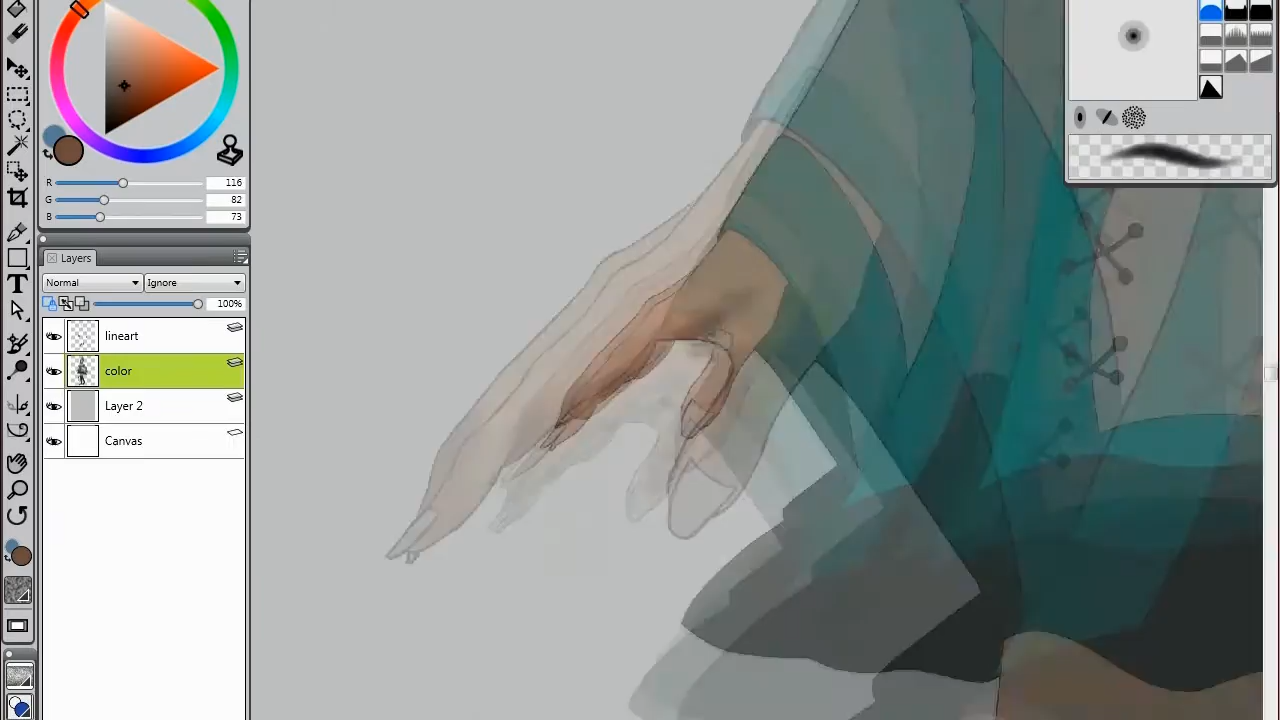 R 116
G 82
B 73
Layers
Normal Ignore
100%
lineart
color
Layer 2
Canvas
T